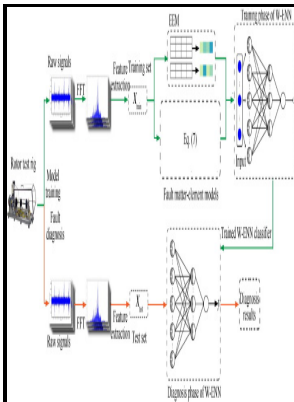 Training phase of W-ENN
EEM
Raw signals
FFT
Feature extraction
Training set
X_train
Eq. (7)
Input
Fault matter-element models
Rotor test rig
Model training
Fault diagnosis
Trained W-ENN classifier
Raw signals
FFT
Feature extraction
Test set
X_test
Diagnosis phase of W-ENN
Diagnosis results